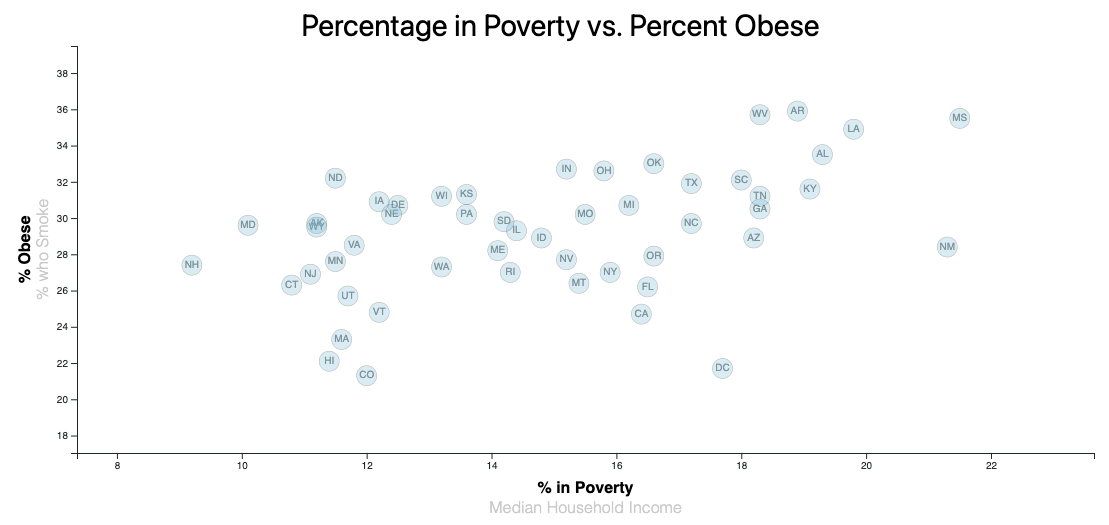 Percentage in Poverty vs. Percent Obese
% Obese
% who Smoke
38
36
34
32
30
28
26
24
22
20
18
WV
AR
MS
LA
AL
OK
IN
OH
ND
SC
TX
KY
WI
KS
TN
IA
DE
MI
GA
NE
PA
MO
SD
MD
AK
WY
NC
IL
ID
AZ
VA
NM
ME
OR
MN
NV
NH
WA
NJ
RI
NY
CT
MT
FL
UT
VT
CA
MA
HI
DC
CO
8
10
12
14
16
18
20
22
% in Poverty
Median Household Income